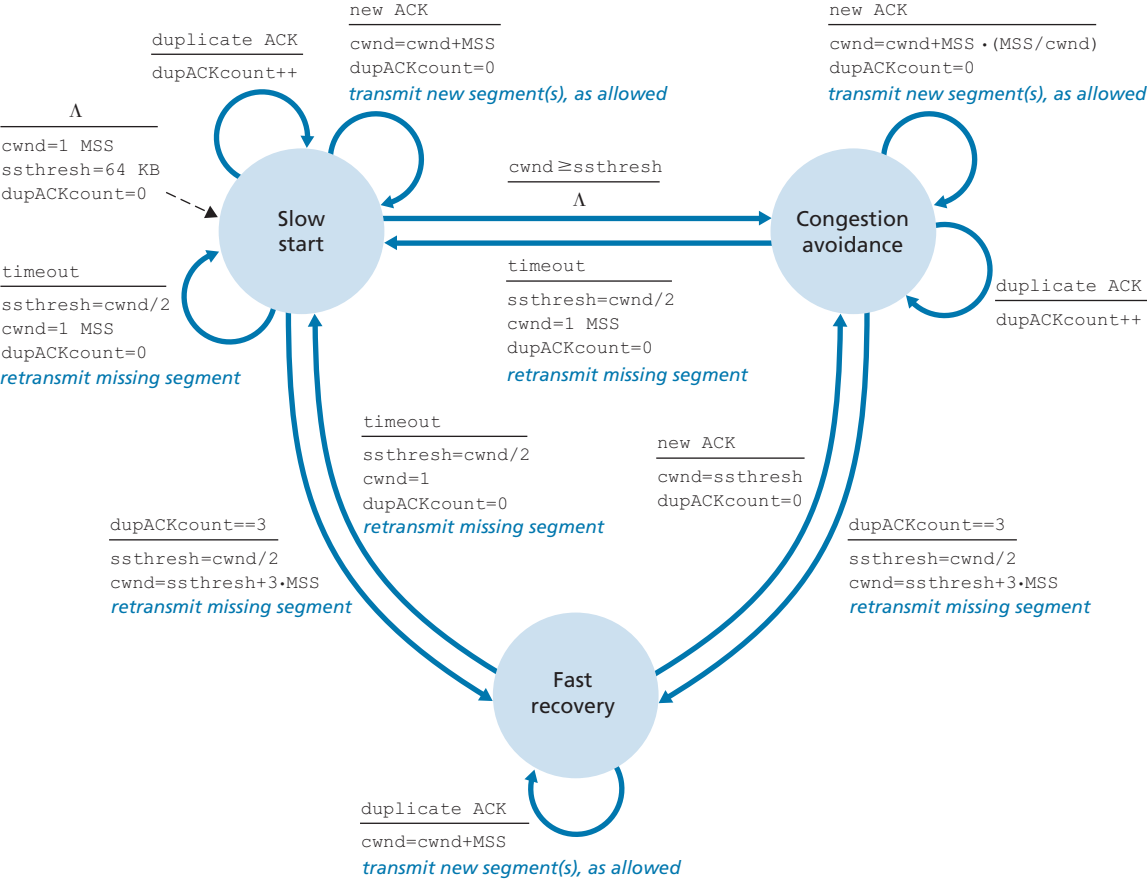 new ACK
cwnd=cwnd+MSS
dupACKcount=0
transmit new segment(s), as allowed
new ACK
cwnd=cwnd+MSS·(MSS/cwnd)
dupACKcount=0
transmit new segment(s), as allowed
duplicate ACK
dupACKcount++
Λ
cwnd=1 MSS
ssthresh=64 KB
dupACKcount=0
cwnd≥ssthresh
Λ
Slow
start
Congestion
avoidance
timeout
ssthresh=cwnd/2
cwnd=1 MSS
dupACKcount=0
retransmit missing segment
timeout
ssthresh=cwnd/2
cwnd=1 MSS
dupACKcount=0
retransmit missing segment
duplicate ACK
dupACKcount++
timeout
ssthresh=cwnd/2
cwnd=1
dupACKcount=0
retransmit missing segment
new ACK
cwnd=ssthresh
dupACKcount=0
dupACKcount==3
ssthresh=cwnd/2
cwnd=ssthresh+3·MSS
retransmit missing segment
dupACKcount==3
ssthresh=cwnd/2
cwnd=ssthresh+3·MSS
retransmit missing segment
Fast
recovery
duplicate ACK
cwnd=cwnd+MSS
transmit new segment(s), as allowed